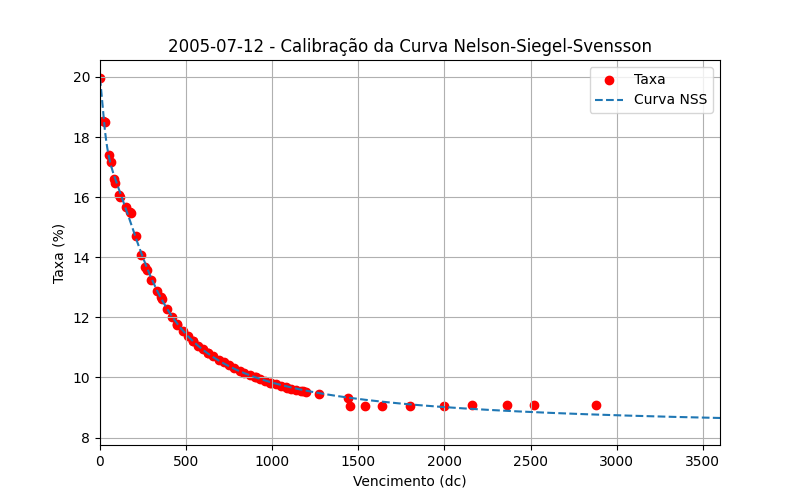 2005-07-12 - Calibração da Curva Nelson-Siegel-Svensson
Taxa
Curva NSS
Taxa (%)
20
18
16
14
12
10
8
0 500 1000 1500 2000 2500 3000 3500
Vencimento (dc)